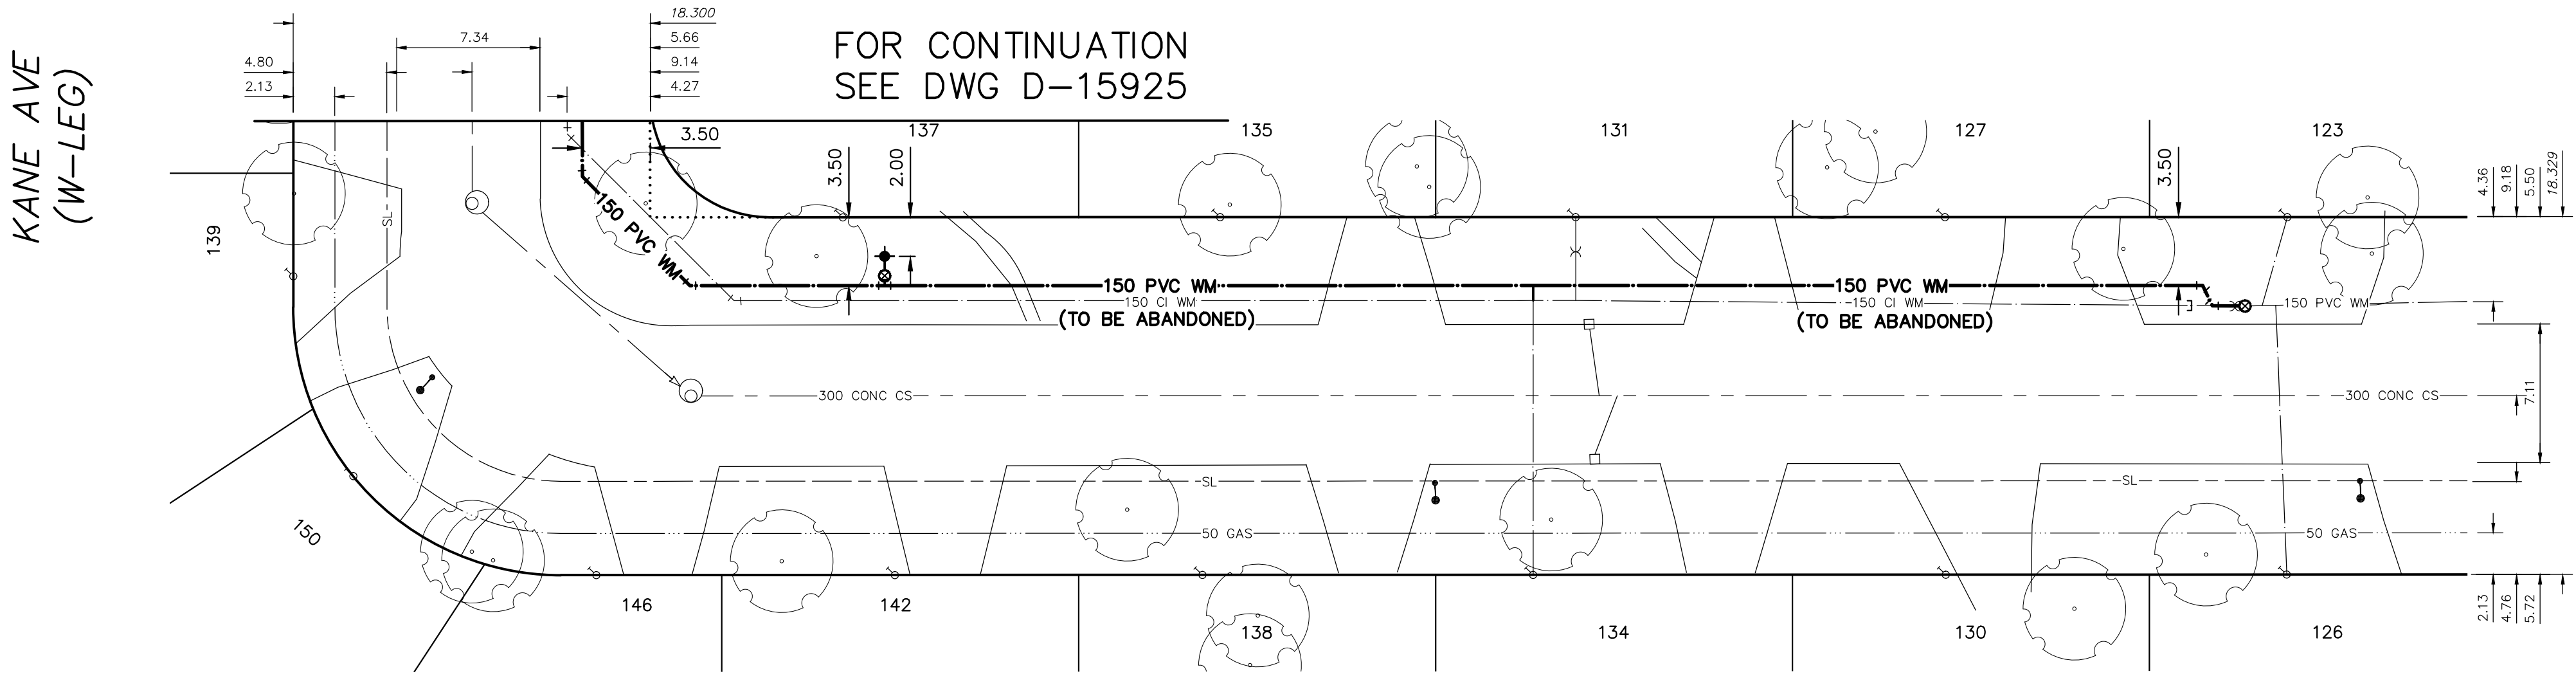 KANE AVE
(W-LEG)
18.300
7.34
5.66
4.80
9.14
2.13
4.27
FOR CONTINUATION
SEE DWG D-15925
3.50
137
135
131
127
123
3.50
2.00
3.50
4.36
9.18
5.50
18.329
139
SL
150 PVC WM
150 PVC WM
150 CI WM
(TO BE ABANDONED)
150 PVC WM
150 CI WM
(TO BE ABANDONED)
150 PVC WM
300 CONC CS
300 CONC CS
7.11
SL
SL
50 GAS
50 GAS
150
146
142
138
134
130
126
2.13
4.76
5.72